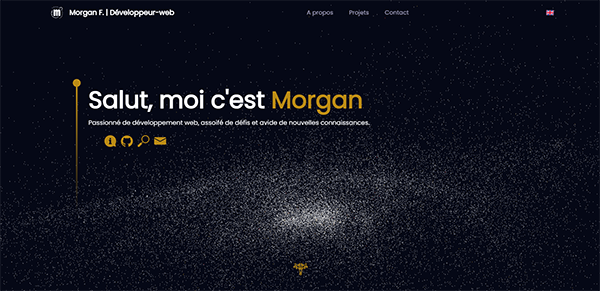 m Morgan F. | Développeur-web
A propos Projets Contact
Salut, moi c'est Morgan
Passionné de développement web, assoifé de défis et avide de nouvelles connaissances.